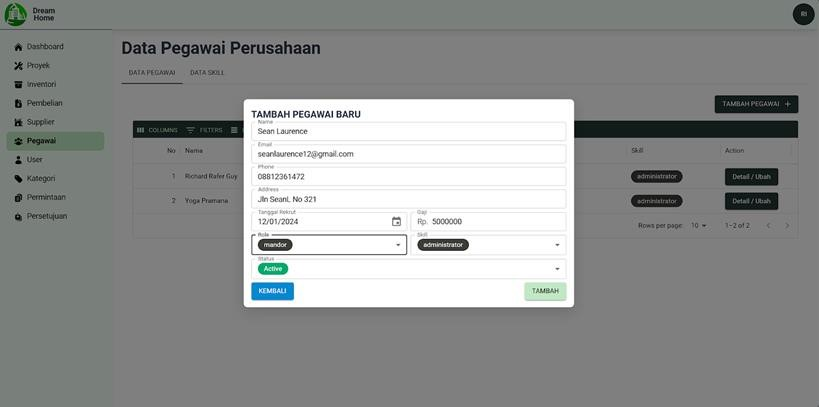 Dream
Home
RI
Dashboard
Proyek
Inventori
Pembelian
Supplier
Pegawai
User
Kategori
Permintaan
Persetujuan
Data Pegawai Perusahaan
DATA PEGAWAI DATA SKILL
TAMBAH PEGAWAI +
COLUMNS FILTERS
No Nama Skill Action
1 Richard Rafer Guy administrator Detail / Ubah
2 Yoga Pramana administrator Detail / Ubah
Rows per page: 10 1–2 of 2
TAMBAH PEGAWAI BARU
Name
Sean Laurence
Email
seanlaurence12@gmail.com
Phone
08812361472
Address
Jln SeanL No 321
Tanggal Rekrut
12/01/2024
Gaji
Rp. 5000000
Role
mandor
Skill
administrator
Status
Active
KEMBALI TAMBAH